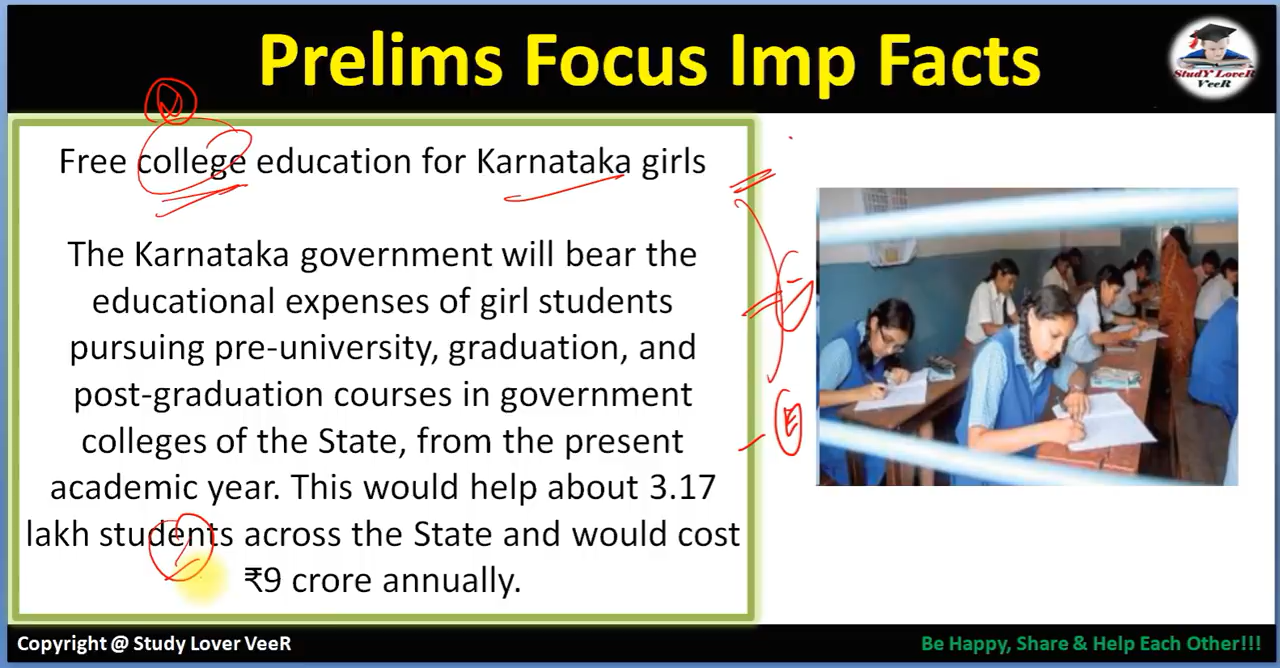 Prelims Focus Imp Facts
StudY LoveR
VeeR
Free college education for Karnataka girls
The Karnataka government will bear the
educational expenses of girl students
pursuing pre-university, graduation, and
post-graduation courses in government
colleges of the State, from the present
academic year. This would help about 3.17
lakh students across the State and would cost
₹9 crore annually.
Copyright @ Study Lover VeeR
Be Happy, Share & Help Each Other!!!